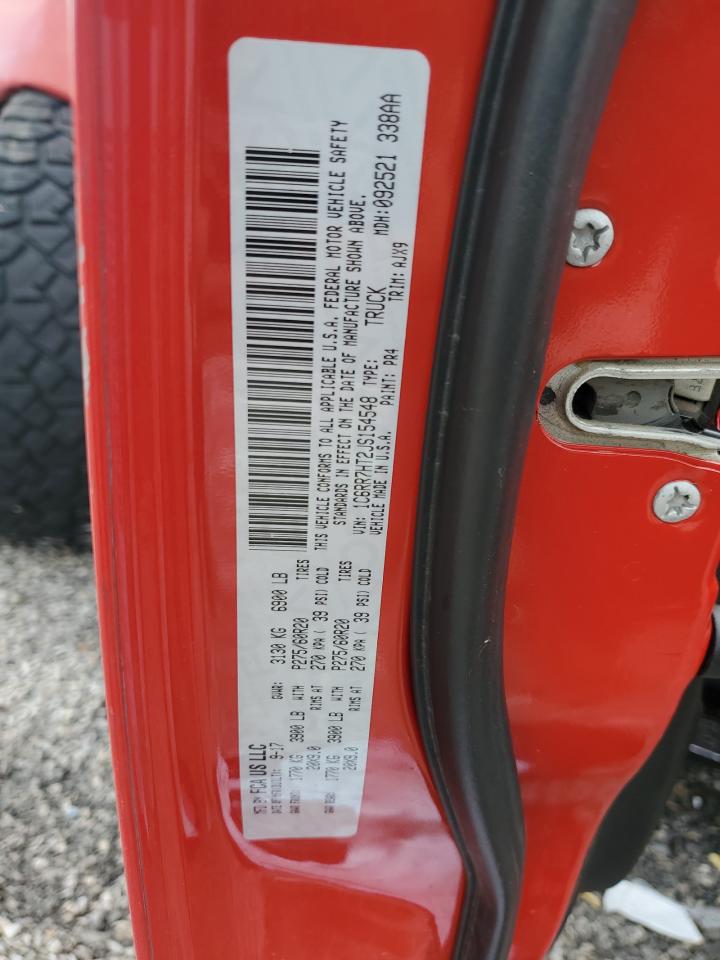 MFD BY FCA US LLC
DATE OF MFR (MO,YR): 9-17 GVWR: 3130 KG 6900 LB
GAWR FRONT: 1770 KG 3900 LB WITH P275/60R20 TIRES
20X9.0 RIMS AT 270 KPA ( 39 PSI) COLD
GAWR REAR: 1770 KG 3900 LB WITH P275/60R20 TIRES
20X9.0 RIMS AT 270 KPA ( 39 PSI) COLD
THIS VEHICLE CONFORMS TO ALL APPLICABLE U.S.A. FEDERAL MOTOR VEHICLE SAFETY
STANDARDS IN EFFECT ON THE DATE OF MANUFACTURE SHOWN ABOVE.
VIN: 1C6RR7HT2JS154548 TYPE: TRUCK MDH:092521 338AA
VEHICLE MADE IN U.S.A. PAINT: PR4 TRIM: AJX9